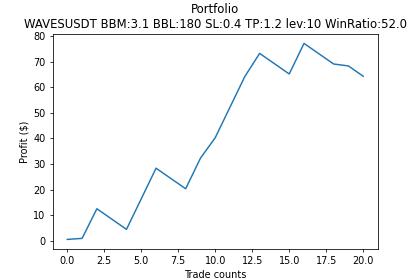 Portfolio
WAVESUSDT BBM:3.1 BBL:180 SL:0.4 TP:1.2 lev:10 WinRatio:52.0
80
70
60
50
40
30
20
10
0
Profit ($)
0.0 2.5 5.0 7.5 10.0 12.5 15.0 17.5 20.0
Trade counts